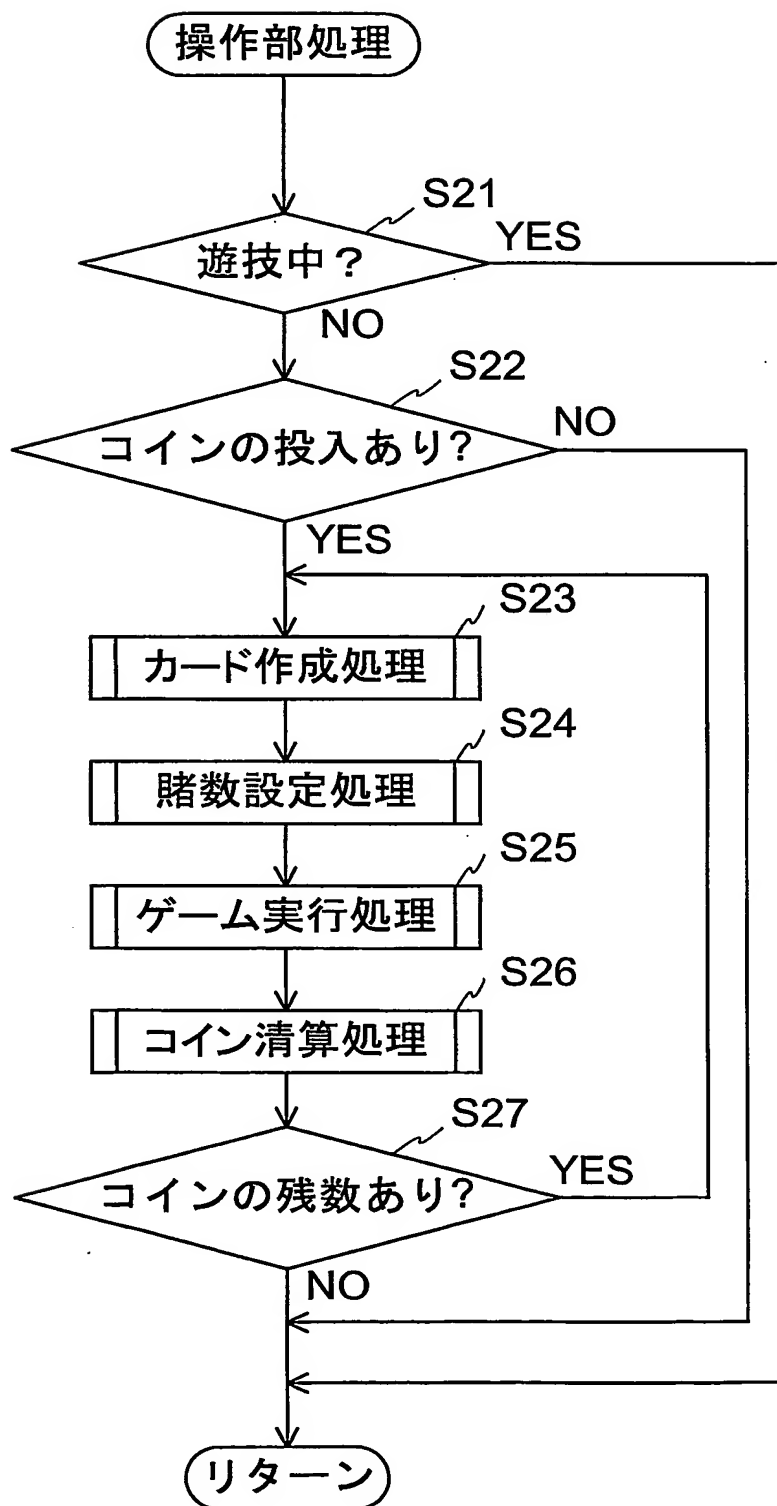 操作部処理
S21
遊技中?
YES
NO
S22
コインの投入あり?
NO
YES
S23
カード作成処理
S24
賭数設定処理
S25
ゲーム実行処理
S26
コイン清算処理
S27
コインの残数あり?
YES
NO
リターン